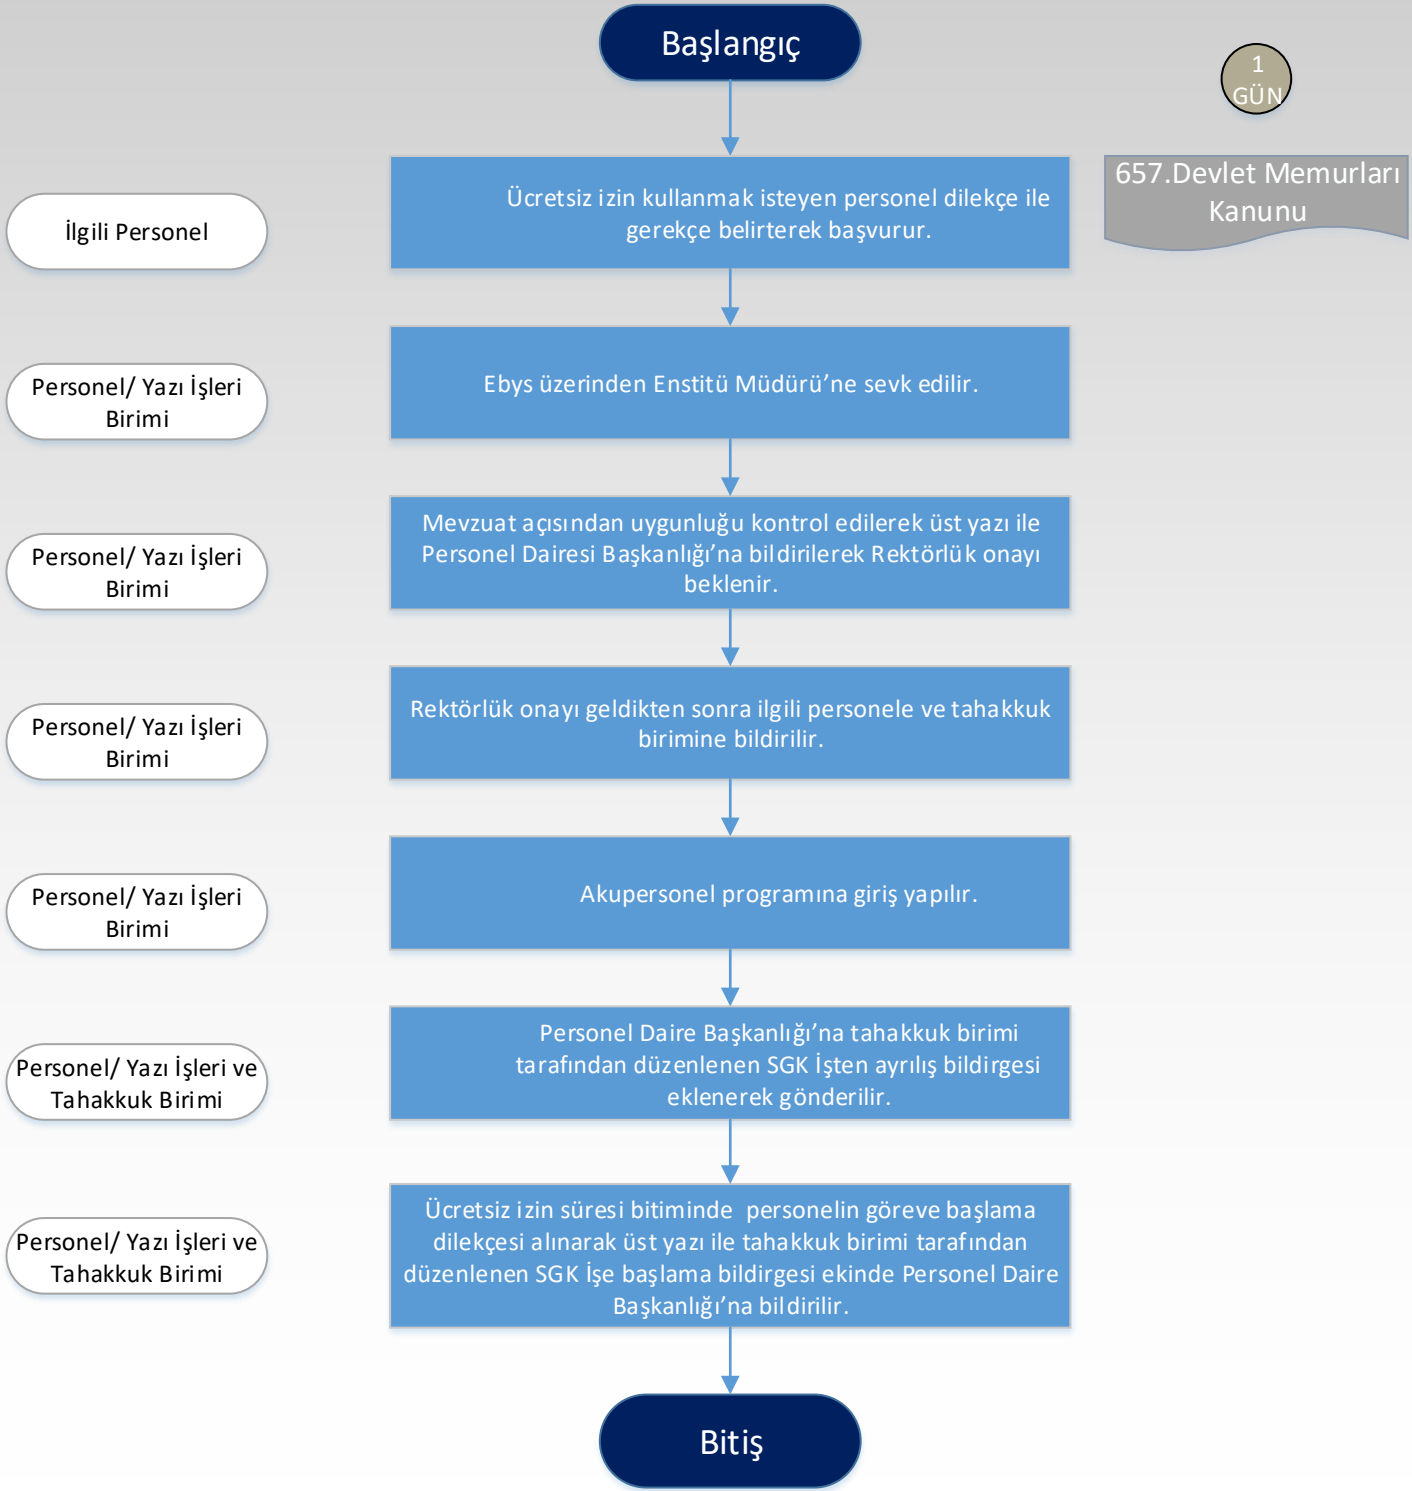 Başlangıç
1
GÜN
657.Devlet Memurları
Kanunu
İlgili Personel
Ücretsiz izin kullanmak isteyen personel dilekçe ile
gerekçe belirterek başvurur.
Personel/ Yazı İşleri
Birimi
Ebys üzerinden Enstitü Müdürü’ne sevk edilir.
Personel/ Yazı İşleri
Birimi
Mevzuat açısından uygunluğu kontrol edilerek üst yazı ile
Personel Dairesi Başkanlığı’na bildirilerek Rektörlük onayı
beklenir.
Personel/ Yazı İşleri
Birimi
Rektörlük onayı geldikten sonra ilgili personele ve tahakkuk
birimine bildirilir.
Personel/ Yazı İşleri
Birimi
Akupersonel programına giriş yapılır.
Personel/ Yazı İşleri ve
Tahakkuk Birimi
Personel Daire Başkanlığı’na tahakkuk birimi
tarafından düzenlenen SGK İşten ayrılış bildirgesi
eklenerek gönderilir.
Personel/ Yazı İşleri ve
Tahakkuk Birimi
Ücretsiz izin süresi bitiminde  personelin göreve başlama
dilekçesi alınarak üst yazı ile tahakkuk birimi tarafından
düzenlenen SGK İşe başlama bildirgesi ekinde Personel Daire
Başkanlığı’na bildirilir.
Bitiş